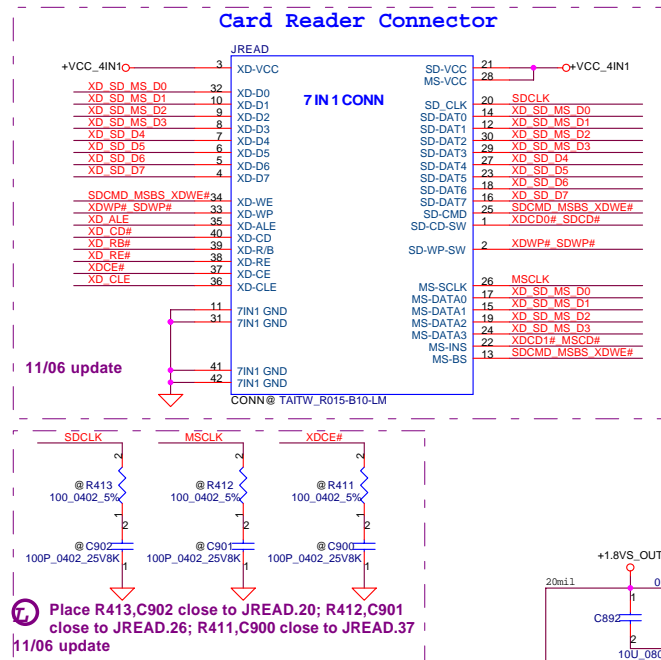 Card Reader Connector
JREAD
+VCC_4IN1 3 XD-VCC
XD_SD_MS_D0 32 XD-D0
XD_SD_MS_D1 10 XD-D1
XD_SD_MS_D2 9 XD-D2
XD_SD_MS_D3 8 XD-D3
XD_SD_D4 7 XD-D4
XD_SD_D5 6 XD-D5
XD_SD_D6 5 XD-D6
XD_SD_D7 4 XD-D7
SDCMD_MSBS_XDWE# 34 XD-WE
XDWP#_SDWP# 33 XD-WP
XD_ALE 35 XD-ALE
XD_CD# 40 XD-CD
XD_RB# 39 XD-R/B
XD_RE# 38 XD-RE
XDCE# 37 XD-CE
XD_CLE 36 XD-CLE
11 7IN1 GND
31 7IN1 GND
41 7IN1 GND
42 7IN1 GND
7 IN 1 CONN
SD-VCC 21 +VCC_4IN1
MS-VCC 28
SD_CLK 20 SDCLK
SD-DAT0 14 XD_SD_MS_D0
SD-DAT1 12 XD_SD_MS_D1
SD-DAT2 30 XD_SD_MS_D2
SD-DAT3 29 XD_SD_MS_D3
SD-DAT4 27 XD_SD_D4
SD-DAT5 23 XD_SD_D5
SD-DAT6 18 XD_SD_D6
SD-DAT7 16 XD_SD_D7
SD-CMD 25 SDCMD_MSBS_XDWE#
SD-CD-SW 1 XDCD0#_SDCD#
SD-WP-SW 2 XDWP#_SDWP#
MS-SCLK 26 MSCLK
MS-DATA0 17 XD_SD_MS_D0
MS-DATA1 15 XD_SD_MS_D1
MS-DATA2 19 XD_SD_MS_D2
MS-DATA3 24 XD_SD_MS_D3
MS-INS 22 XDCD1#_MSCD#
MS-BS 13 SDCMD_MSBS_XDWE#
CONN@ TAITW_R015-B10-LM
11/06 update
SDCLK MSCLK XDCE#
2 2 2
@ R413 @ R412 @ R411
100_0402_5% 100_0402_5% 100_0402_5%
1 1 1
2 2 2
@ C902 @ C901 @ C900
100P_0402_25V8K 100P_0402_25V8K 100P_0402_25V8K
1 1 1
L Place R413,C902 close to JREAD.20; R412,C901
close to JREAD.26; R411,C900 close to JREAD.37
11/06 update
+1.8VS_OUT
20mil 0
1
C892
2
10U_080